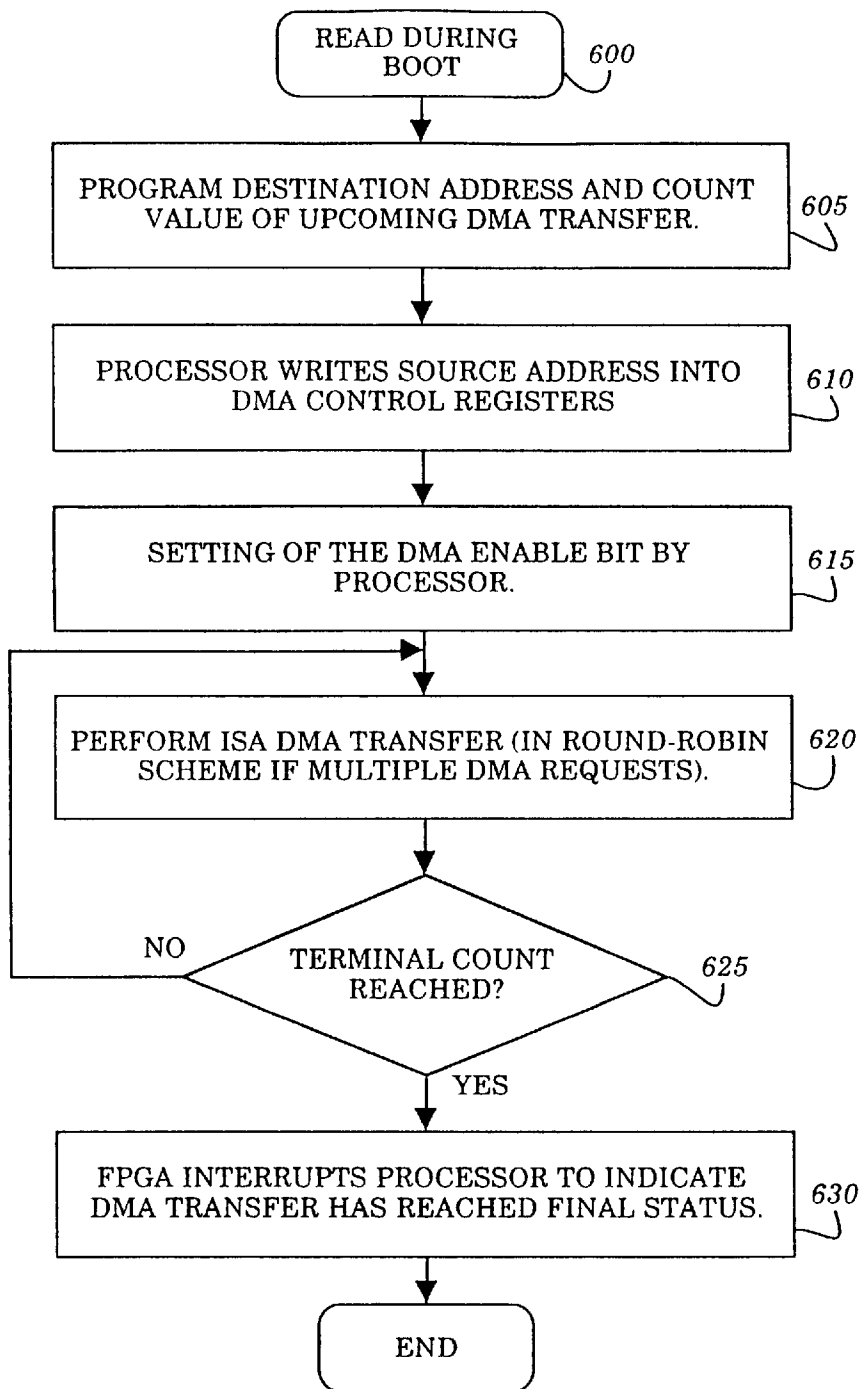 READ DURING
BOOT
600
PROGRAM DESTINATION ADDRESS AND COUNT
VALUE OF UPCOMING DMA TRANSFER.
605
PROCESSOR WRITES SOURCE ADDRESS INTO
DMA CONTROL REGISTERS
610
SETTING OF THE DMA ENABLE BIT BY
PROCESSOR.
615
PERFORM ISA DMA TRANSFER (IN ROUND-ROBIN
SCHEME IF MULTIPLE DMA REQUESTS).
620
NO
TERMINAL COUNT
REACHED?
625
YES
FPGA INTERRUPTS PROCESSOR TO INDICATE
DMA TRANSFER HAS REACHED FINAL STATUS.
630
END